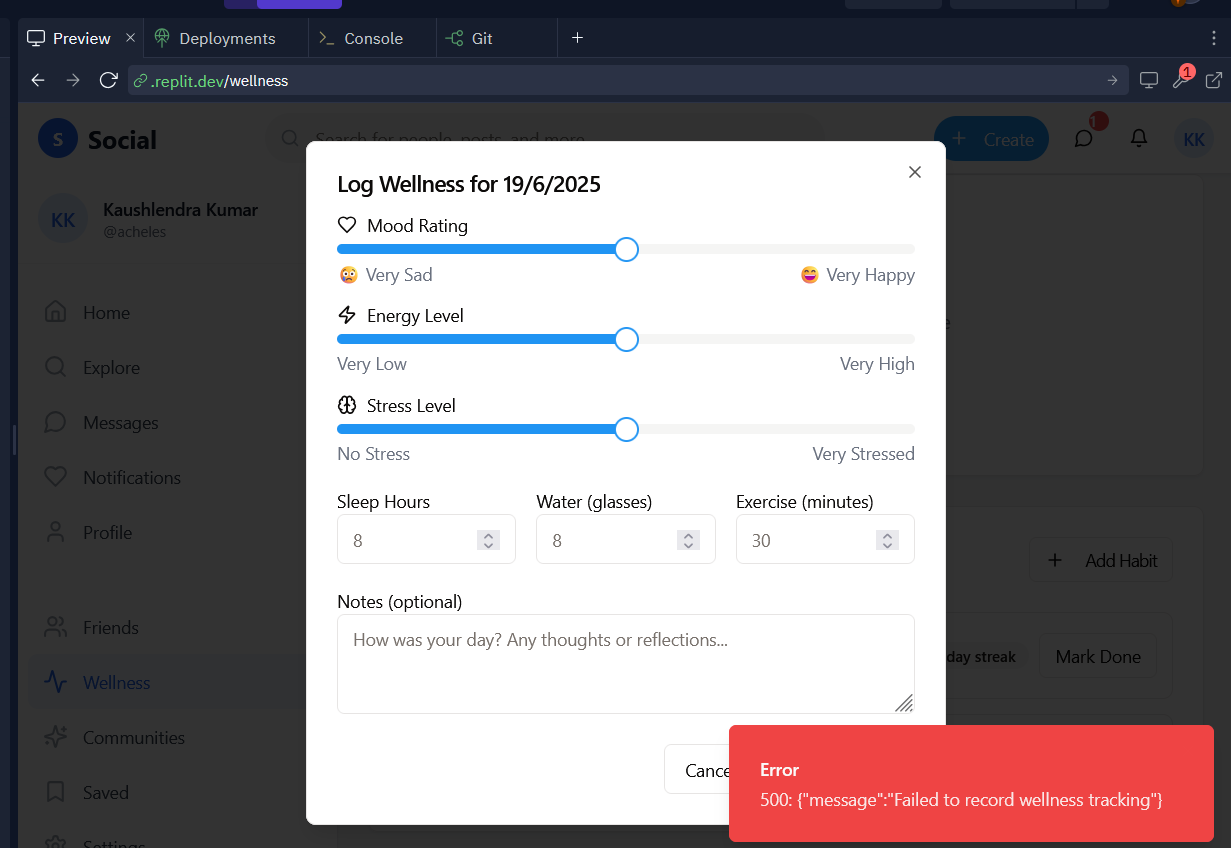 Preview
Deployments
Console
Git
.replit.dev/wellness
1
S Social
Search for people, posts, and more
Create
1
KK
KK
Kaushlendra Kumar
@acheles
Home
Explore
Messages
Notifications
Profile
Friends
Wellness
Communities
Saved
Settings
Log Wellness for 19/6/2025
Mood Rating
Very Sad
Very Happy
Energy Level
Very Low
Very High
Stress Level
No Stress
Very Stressed
Sleep Hours
Water (glasses)
Exercise (minutes)
8
8
30
Notes (optional)
How was your day? Any thoughts or reflections...
Add Habit
day streak
Mark Done
Cance
Error
500: {"message":"Failed to record wellness tracking"}